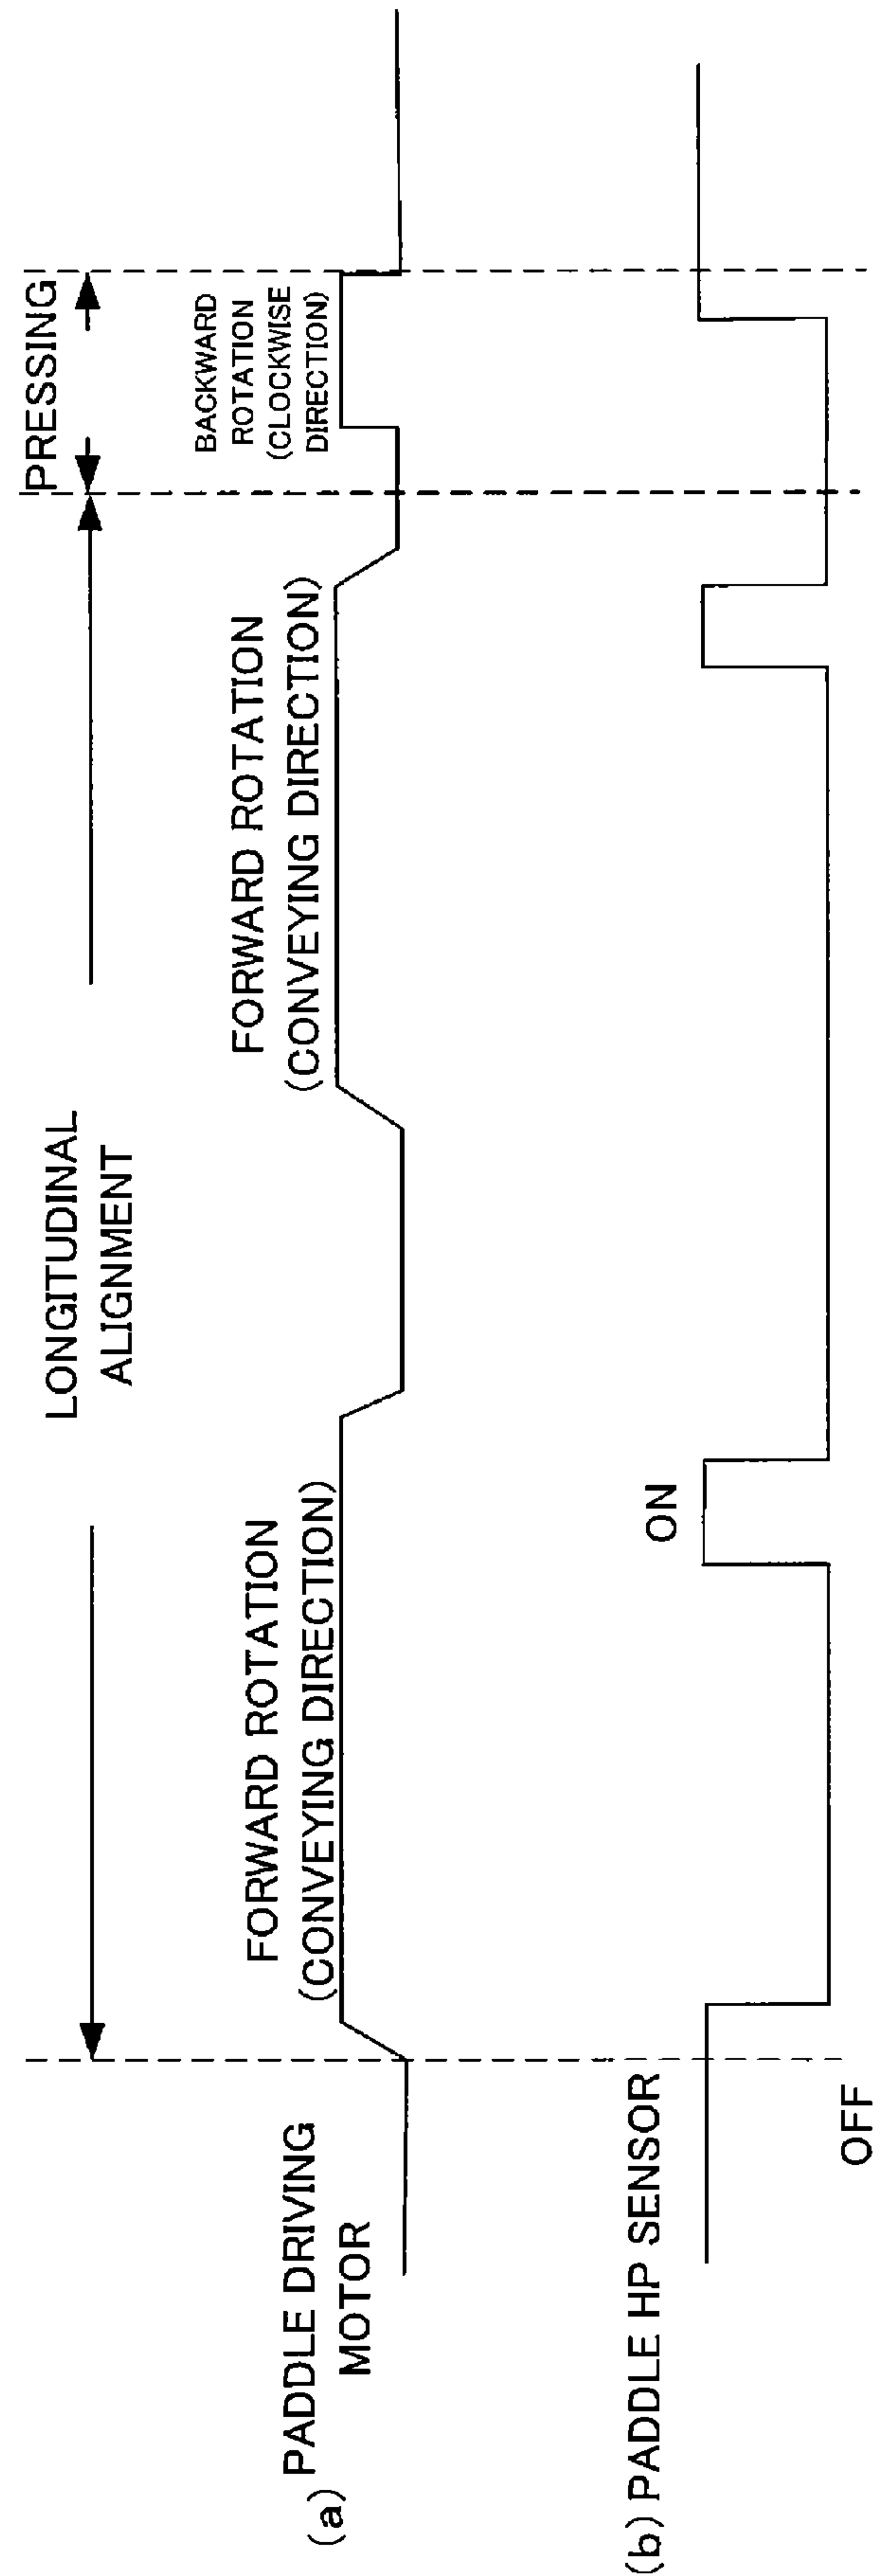 LONGITUDINAL
ALIGNMENT
PRESSING
(a) PADDLE DRIVING
MOTOR
FORWARD ROTATION
(CONVEYING DIRECTION)
FORWARD ROTATION
(CONVEYING DIRECTION)
BACKWARD
ROTATION
(CLOCKWISE
DIRECTION)
(b) PADDLE HP SENSOR
ON
OFF